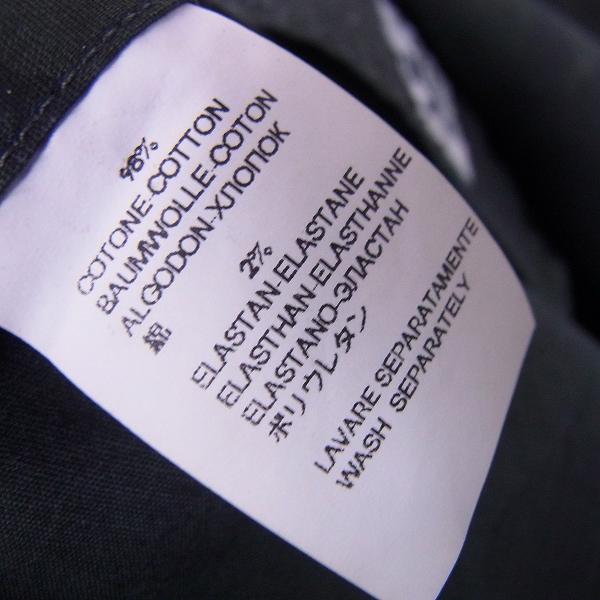 98%
COTONE-COTTON
BAUMWOLLE-COTON
ALGODON-ХЛОПОК
綿
2%
ELASTAN-ELASTANE
ELASTHAN-ELASTHANNE
ELASTANO-ЭЛАСТАН
ポリウレタン
LAVARE SEPARATAMENTE
WASH SEPARATELY